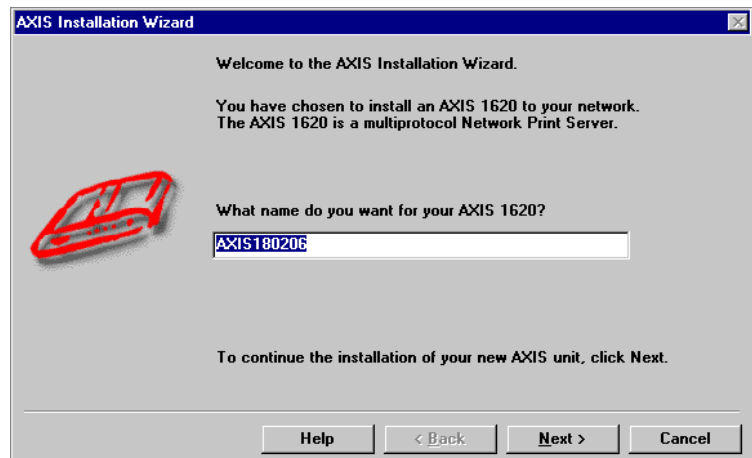 AXIS Installation Wizard
Welcome to the AXIS Installation Wizard.
You have chosen to install an AXIS 1620 to your network.
The AXIS 1620 is a multiprotocol Network Print Server.
What name do you want for your AXIS 1620?
AXIS180206
To continue the installation of your new AXIS unit, click Next.
Help
< Back
Next >
Cancel